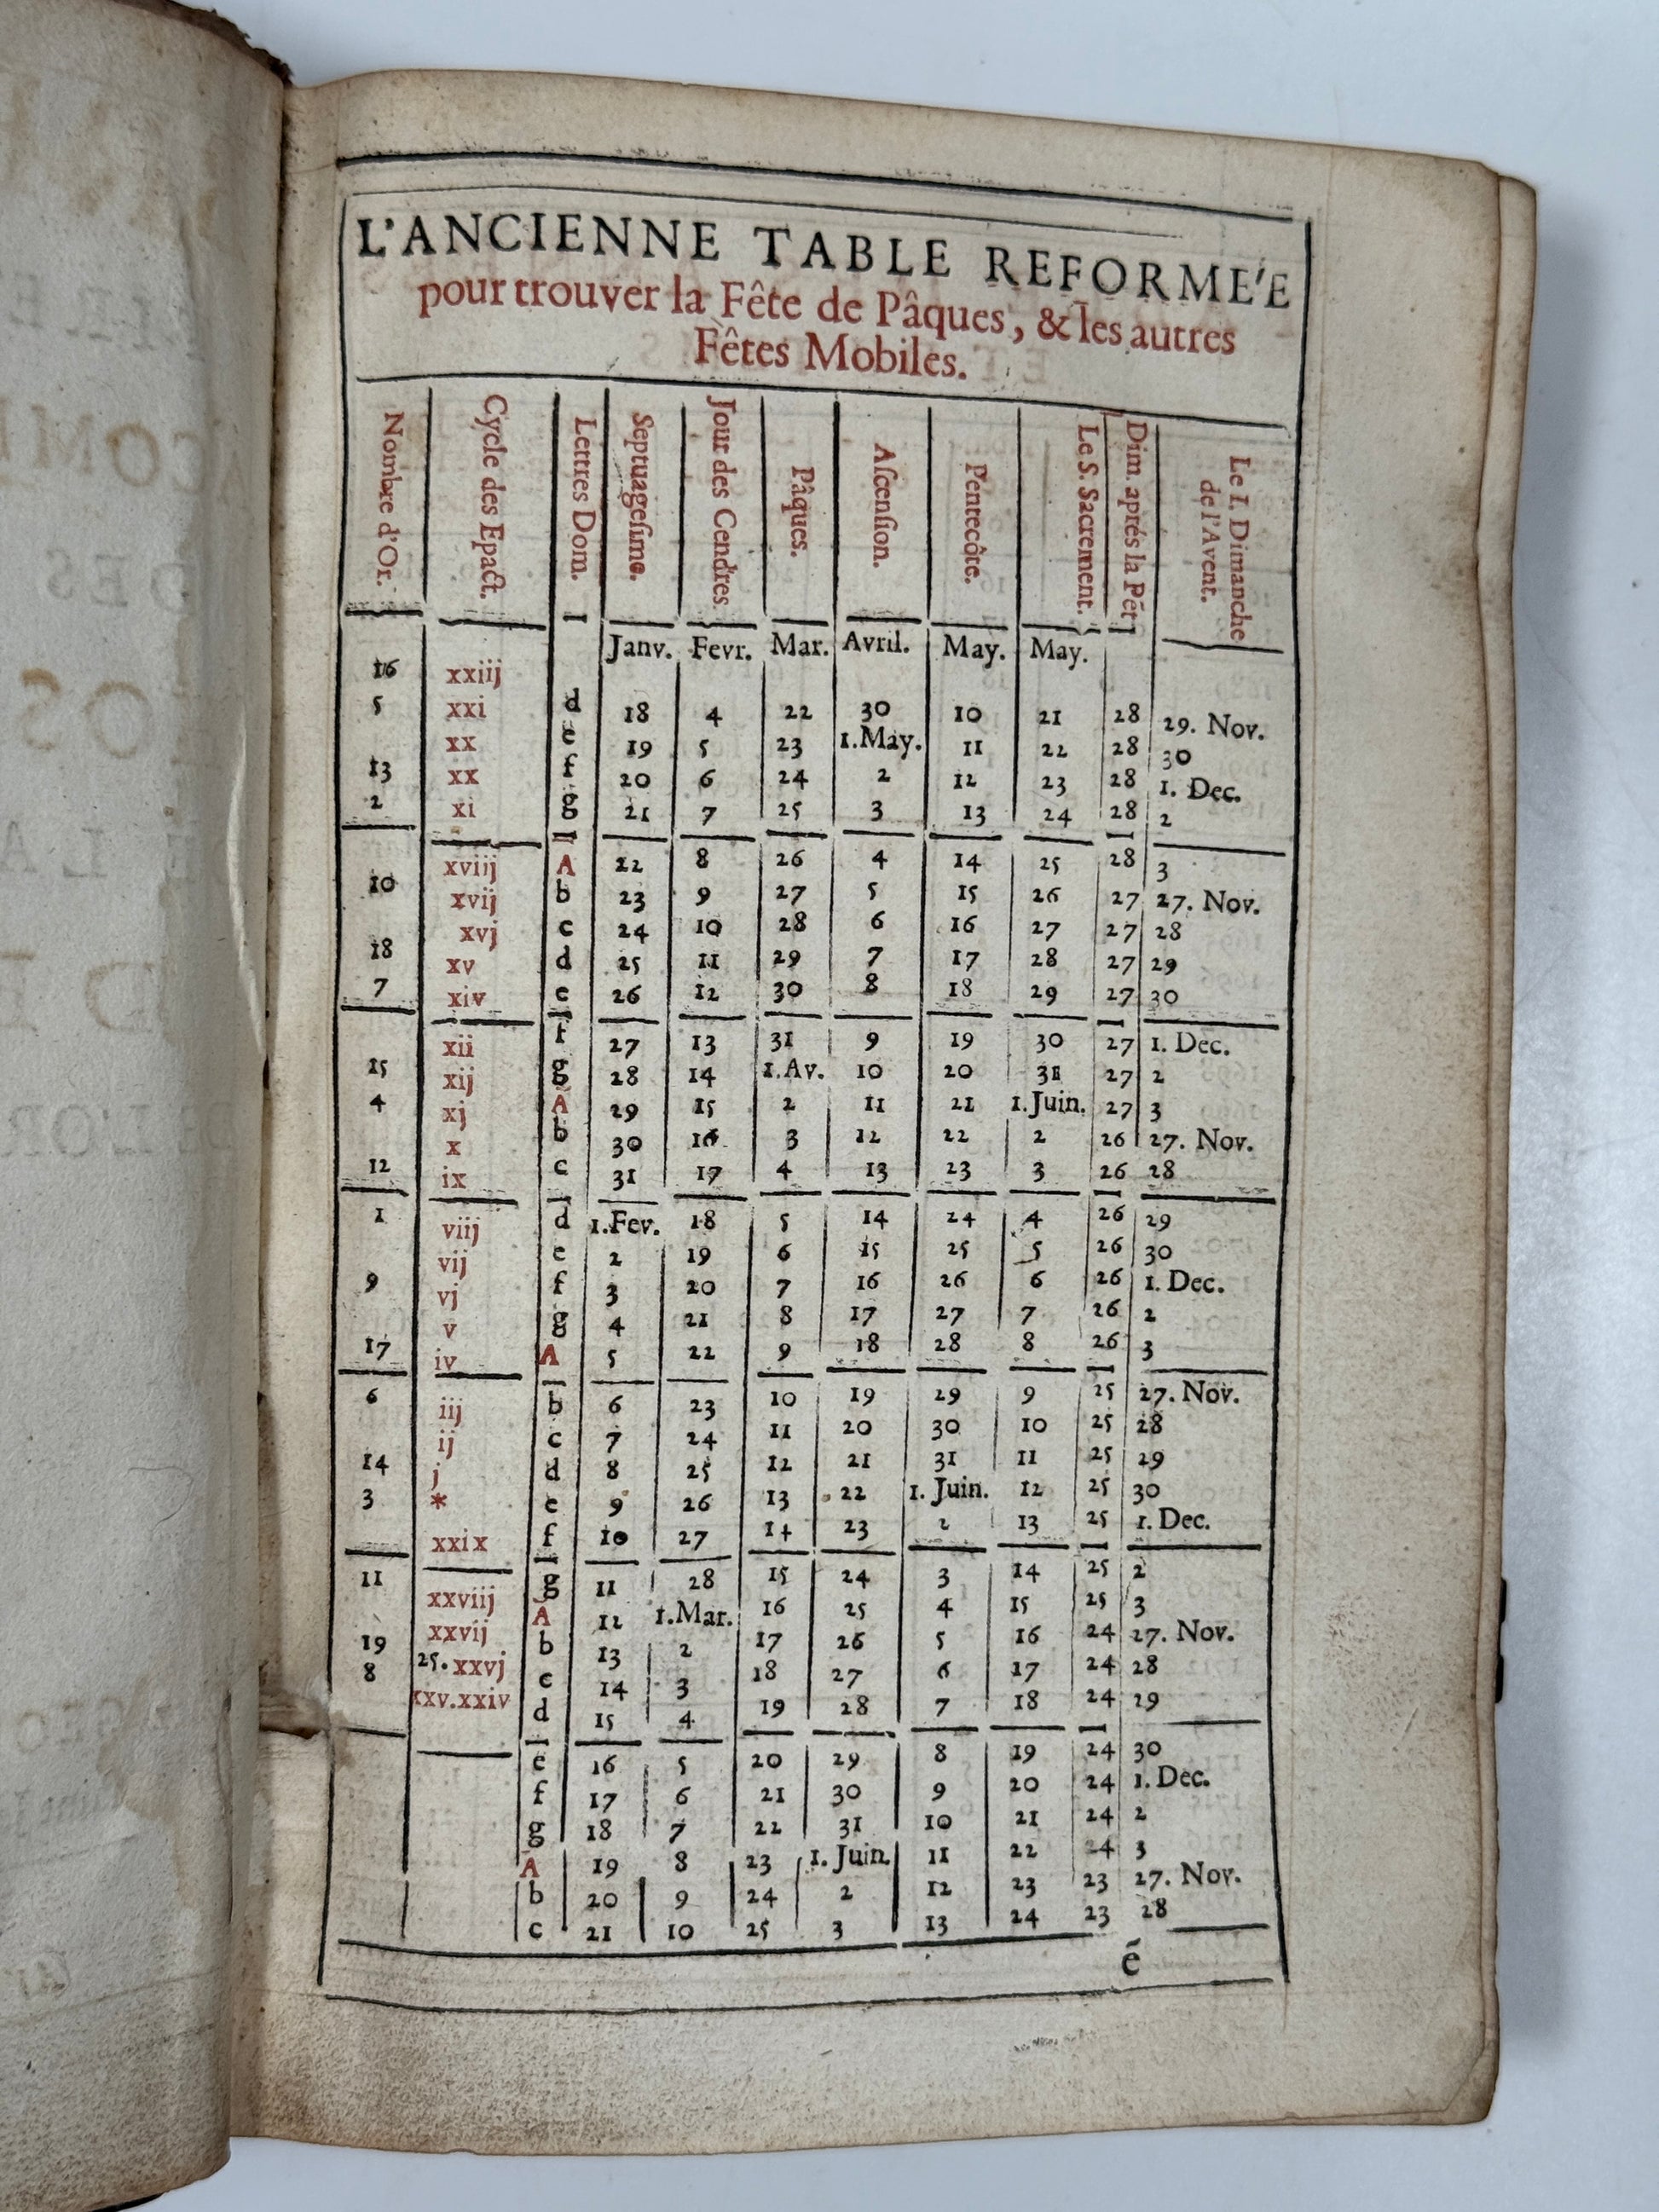 L'ANCIENNE TABLE REFORME'E
pour trouver la Fête de Pâques, & les autres
Fêtes Mobiles.
Nombre d'Or. Cycle des Epact. Lettres Dom. Septuagesime. Jour des Cendres Pâques. Ascension. Pentecôte. Le S. Sacrement. Dim. aprés la Pêt Le I. Dimanche de l'Avent.
Janv. Fevr. Mar. Avril. May. May.
16 xxiij
5 xxi d 18 4 22 30 10 21 28 29. Nov.
xx e 19 5 23 1. May. 11 22 28 30
13 xx f 20 6 24 2 12 23 28 1. Dec.
2 xi g 21 7 25 3 13 24 28 2
xviij A 22 8 26 4 14 25 28 3
10 xvij b 23 9 27 5 15 26 27 27. Nov.
xvj c 24 10 28 6 16 27 27 28
18 xv d 25 11 29 7 17 28 27 29
7 xiv e 26 12 30 8 18 29 27 30
xii f 27 13 31 9 19 30 27 1. Dec.
15 xij g 28 14 1. Av. 10 20 31 27 2
4 xj A 29 15 2 11 21 1. Juin. 27 3
x b 30 16 3 12 22 2 26 27. Nov.
12 ix c 31 17 4 13 23 3 26 28
1 viij d 1. Fev. 18 5 14 24 4 26 29
vij e 2 19 6 15 25 5 26 30
9 vj f 3 20 7 16 26 6 26 1. Dec.
v g 4 21 8 17 27 7 26 2
17 iv A 5 22 9 18 28 8 26 3
6 iij b 6 23 10 19 29 9 25 27. Nov.
ij c 7 24 11 20 30 10 25 28
14 j d 8 25 12 21 31 11 25 29
3 * e 9 26 13 22 1. Juin. 12 25 30
xxix f 10 27 14 23 2 13 25 1. Dec.
11 xxviij g 11 28 15 24 3 14 25 2
xxvij A 12 1. Mar. 16 25 4 15 25 3
19 25. xxvj b 13 2 17 26 5 16 24 27. Nov.
8 xxv. xxiv c 14 3 18 27 6 17 24 28
d 15 4 19 28 7 18 24 29
e 16 5 20 29 8 19 24 30
f 17 6 21 30 9 20 24 1. Dec.
g 18 7 22 31 10 21 24 2
A 19 8 23 1. Juin. 11 22 24 3
b 20 9 24 2 12 23 23 27. Nov.
c 21 10 25 3 13 24 23 28
é